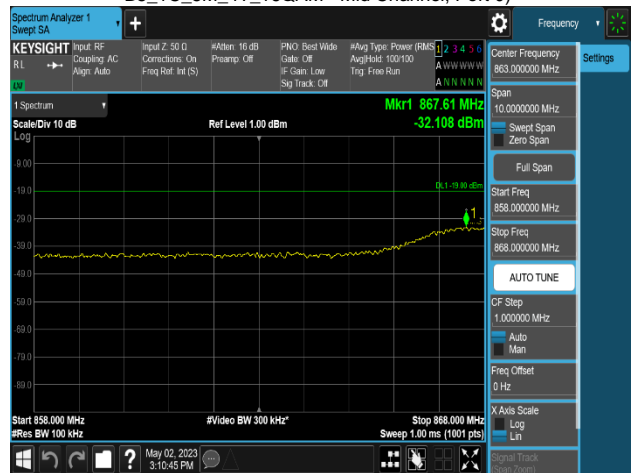 Spectrum Analyzer 1
Swept SA
+
Frequency
KEYSIGHT
RL
LV
Input: RF
Coupling: AC
Align: Auto
Input Z: 50 Ω
Corrections: On
Freq Ref: Int (S)
#Atten: 16 dB
Preamp: Off
PNO: Best Wide
Gate: Off
IF Gain: Low
Sig Track: Off
#Avg Type: Power (RMS)
Avg|Hold: 100/100
Trig: Free Run
1 2 3 4 5 6
A W W W W W
A N N N N N
Center Frequency
863.000000 MHz
Settings
Span
10.0000000 MHz
Swept Span
Zero Span
Full Span
Start Freq
858.000000 MHz
Stop Freq
868.000000 MHz
AUTO TUNE
CF Step
1.000000 MHz
Auto
Man
Freq Offset
0 Hz
X Axis Scale
Log
Lin
Signal Track
(Span Zoom)
1 Spectrum
Mkr1 867.61 MHz
Scale/Div 10 dB
Ref Level 1.00 dBm
-32.108 dBm
Log
-9.00
-19.0
DL1 -19.00 dBm
1
-29.0
-39.0
-49.0
-59.0
-69.0
-79.0
-89.0
Start 858.000 MHz
#Video BW 300 kHz*
Stop 868.000 MHz
#Res BW 100 kHz
Sweep 1.00 ms (1001 pts)
?
May 02, 2023
3:10:45 PM